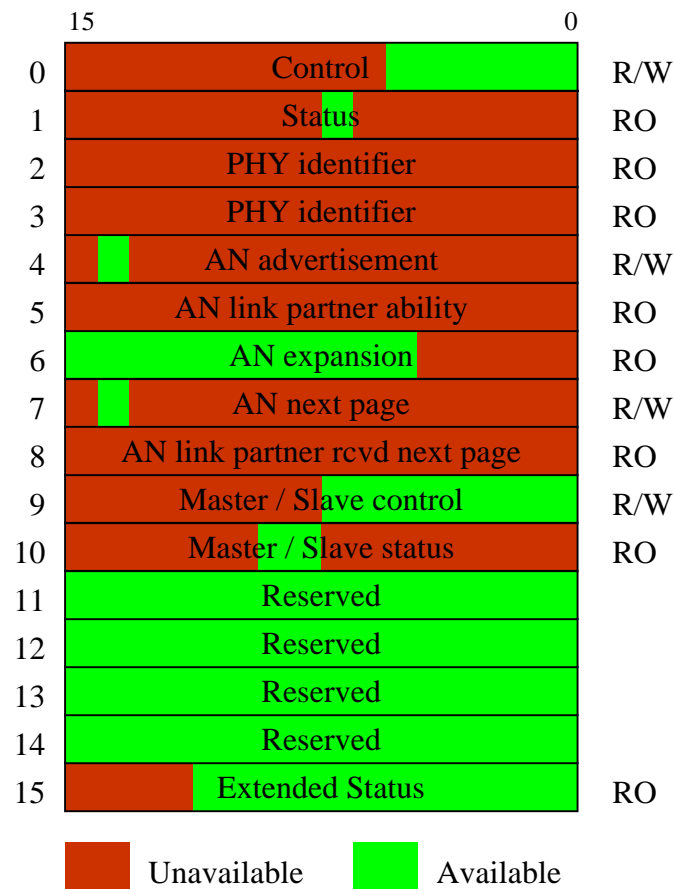 15 0
0 Control R/W
1 Status RO
2 PHY identifier RO
3 PHY identifier RO
4 AN advertisement R/W
5 AN link partner ability RO
6 AN expansion RO
7 AN next page R/W
8 AN link partner rcvd next page RO
9 Master / Slave control R/W
10 Master / Slave status RO
11 Reserved
12 Reserved
13 Reserved
14 Reserved
15 Extended Status RO
Unavailable Available